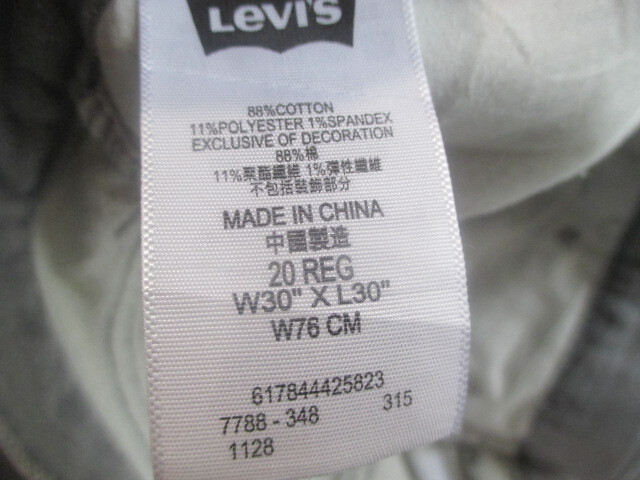 Levi's
88%COTTON
11%POLYESTER 1%SPANDEX
EXCLUSIVE OF DECORATION
88%棉
11%聚酯纖維 1%彈性纖維
不包括裝飾部分
MADE IN CHINA
中國製造
20 REG
W30" X L30"
W76 CM
617844425823
7788 - 348 315
1128